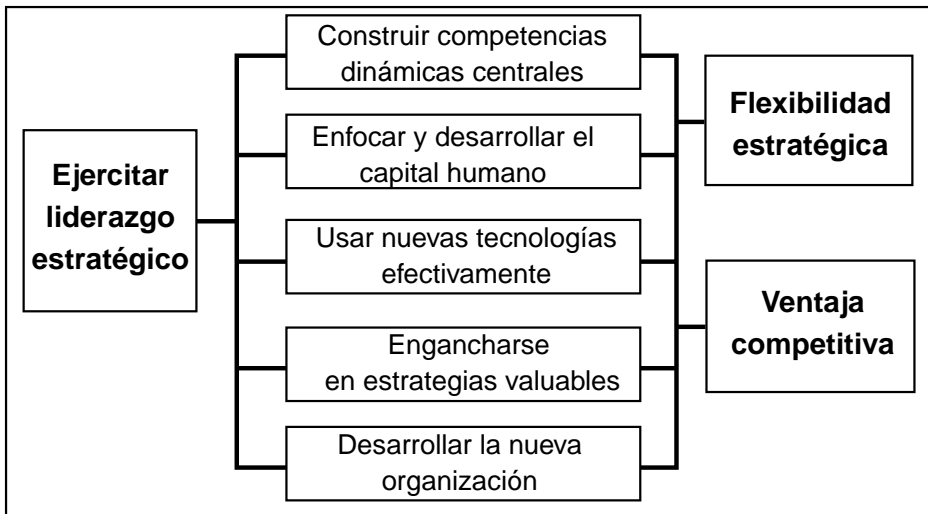 Ejercitar
liderazgo
estratégico
Construir competencias
dinámicas centrales
Enfocar y desarrollar el
capital humano
Usar nuevas tecnologías
efectivamente
Engancharse
en estrategias valuables
Desarrollar la nueva
organización
Flexibilidad
estratégica
Ventaja
competitiva